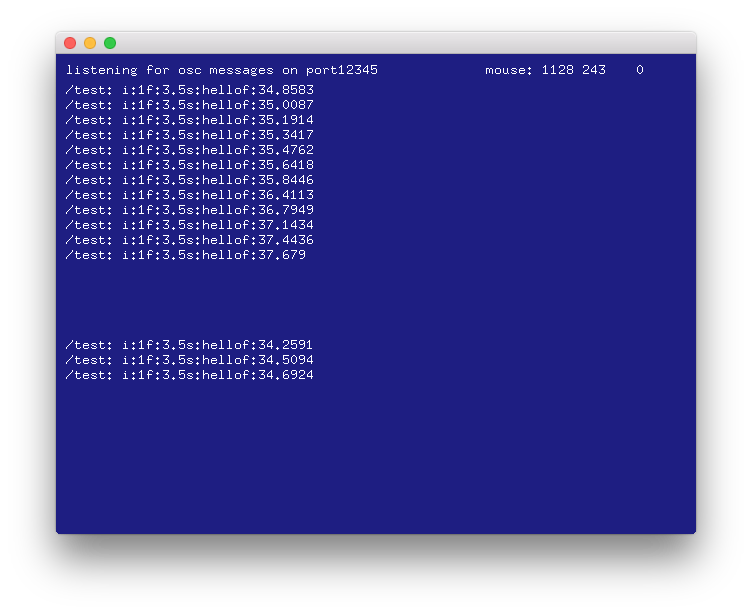 listening for osc messages on port12345 mouse: 1128 243 0
/test: i:1f:3.5s:hellof:34.8583
/test: i:1f:3.5s:hellof:35.0087
/test: i:1f:3.5s:hellof:35.1914
/test: i:1f:3.5s:hellof:35.3417
/test: i:1f:3.5s:hellof:35.4762
/test: i:1f:3.5s:hellof:35.6418
/test: i:1f:3.5s:hellof:35.8446
/test: i:1f:3.5s:hellof:36.4113
/test: i:1f:3.5s:hellof:36.7949
/test: i:1f:3.5s:hellof:37.1434
/test: i:1f:3.5s:hellof:37.4436
/test: i:1f:3.5s:hellof:37.679
/test: i:1f:3.5s:hellof:34.2591
/test: i:1f:3.5s:hellof:34.5094
/test: i:1f:3.5s:hellof:34.6924